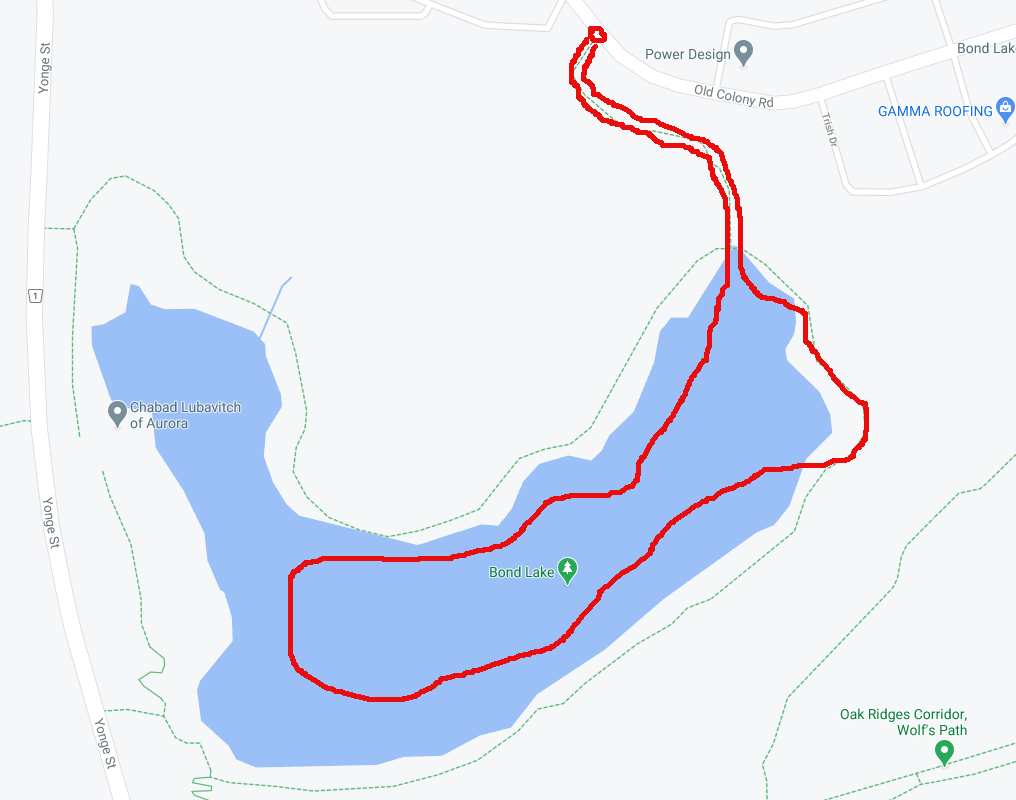 Yonge St
Power Design
Bond Lake
Old Colony Rd
GAMMA ROOFING
Trish Dr
1
Chabad Lubavitch
of Aurora
Yonge St
Bond Lake
Oak Ridges Corridor,
Wolf's Path
Yonge St